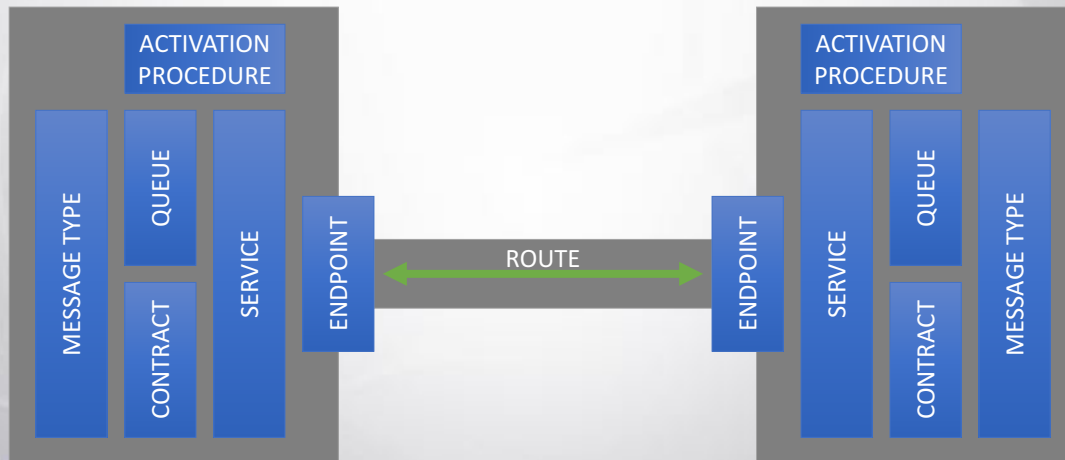 ACTIVATION
PROCEDURE
MESSAGE TYPE
QUEUE
CONTRACT
SERVICE
ENDPOINT
ROUTE
ENDPOINT
ACTIVATION
PROCEDURE
SERVICE
QUEUE
CONTRACT
MESSAGE TYPE